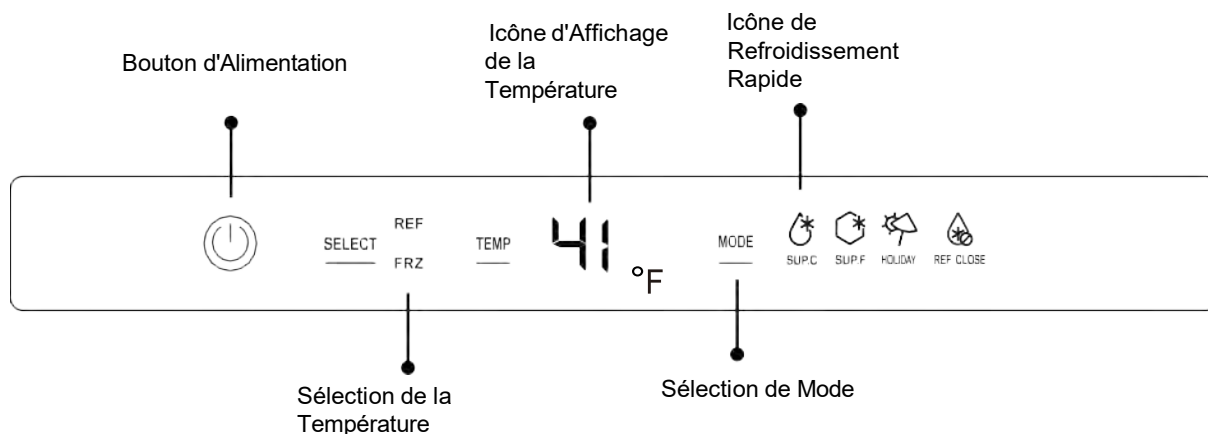 Bouton d'Alimentation
Icône d'Affichage
de la
Température
Icône de
Refroidissement
Rapide
SELECT
REF
FRZ
TEMP
41
°F
MODE
SUP.C
SUP.F
HOLIDAY
REF CLOSE
Sélection de la
Température
Sélection de Mode